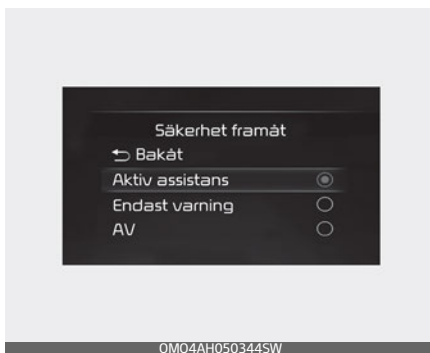 Säkerhet framåt
Bakåt
Aktiv assistans
Endast varning
AV
OMO4AH050344SW